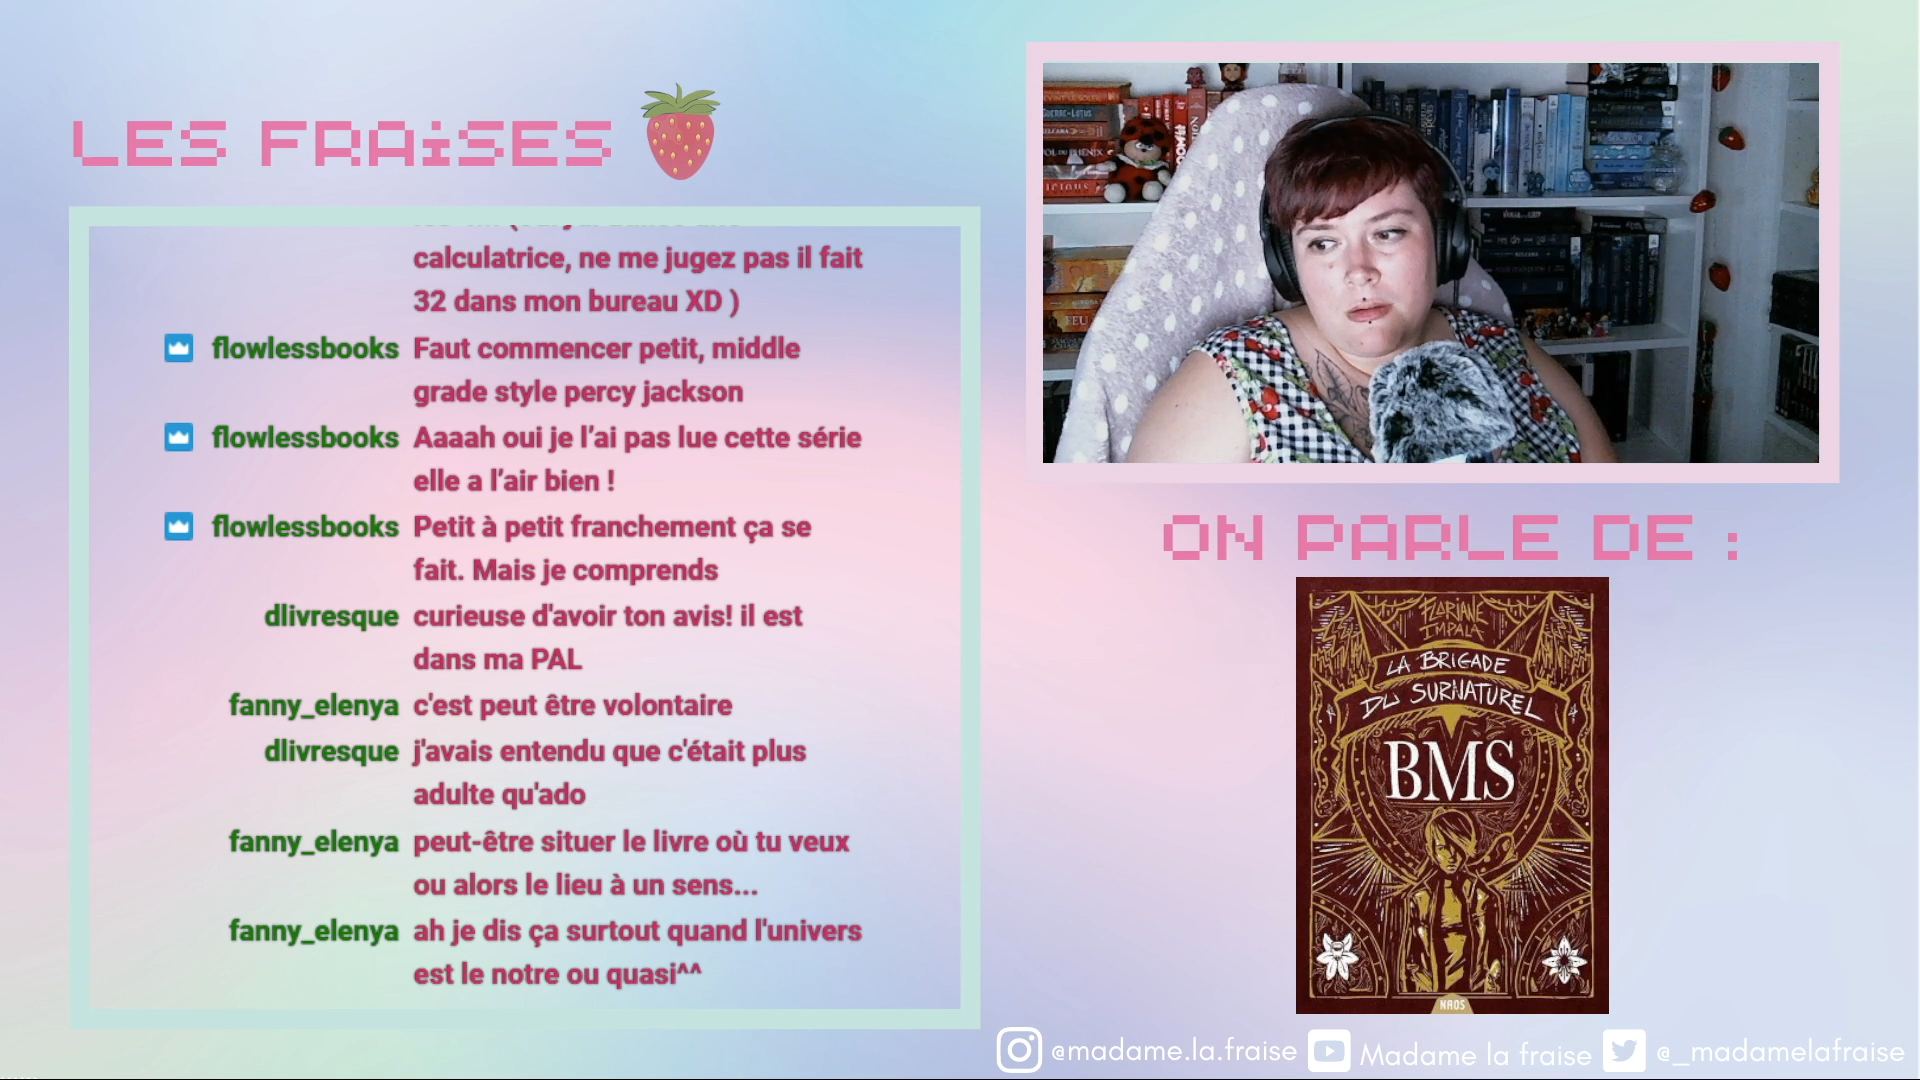 LES FRAiSES
calculatrice, ne me jugez pas il fait
32 dans mon bureau XD )
flowlessbooks Faut commencer petit, middle
grade style percy jackson
flowlessbooks Aaaah oui je l’ai pas lue cette série
elle a l’air bien !
flowlessbooks Petit à petit franchement ça se
fait. Mais je comprends
dlivresque curieuse d'avoir ton avis! il est
dans ma PAL
fanny_elenya c'est peut être volontaire
dlivresque j'avais entendu que c'était plus
adulte qu'ado
fanny_elenya peut-être situer le livre où tu veux
ou alors le lieu à un sens...
fanny_elenya ah je dis ça surtout quand l'univers
est le notre ou quasi^^
ON PARLE DE :
FLORIANE
IMPALA
LA BRIGADE
DU SURNATUREL
BMS
NAOS
@madame.la.fraise Madame la fraise @_madamelafraise